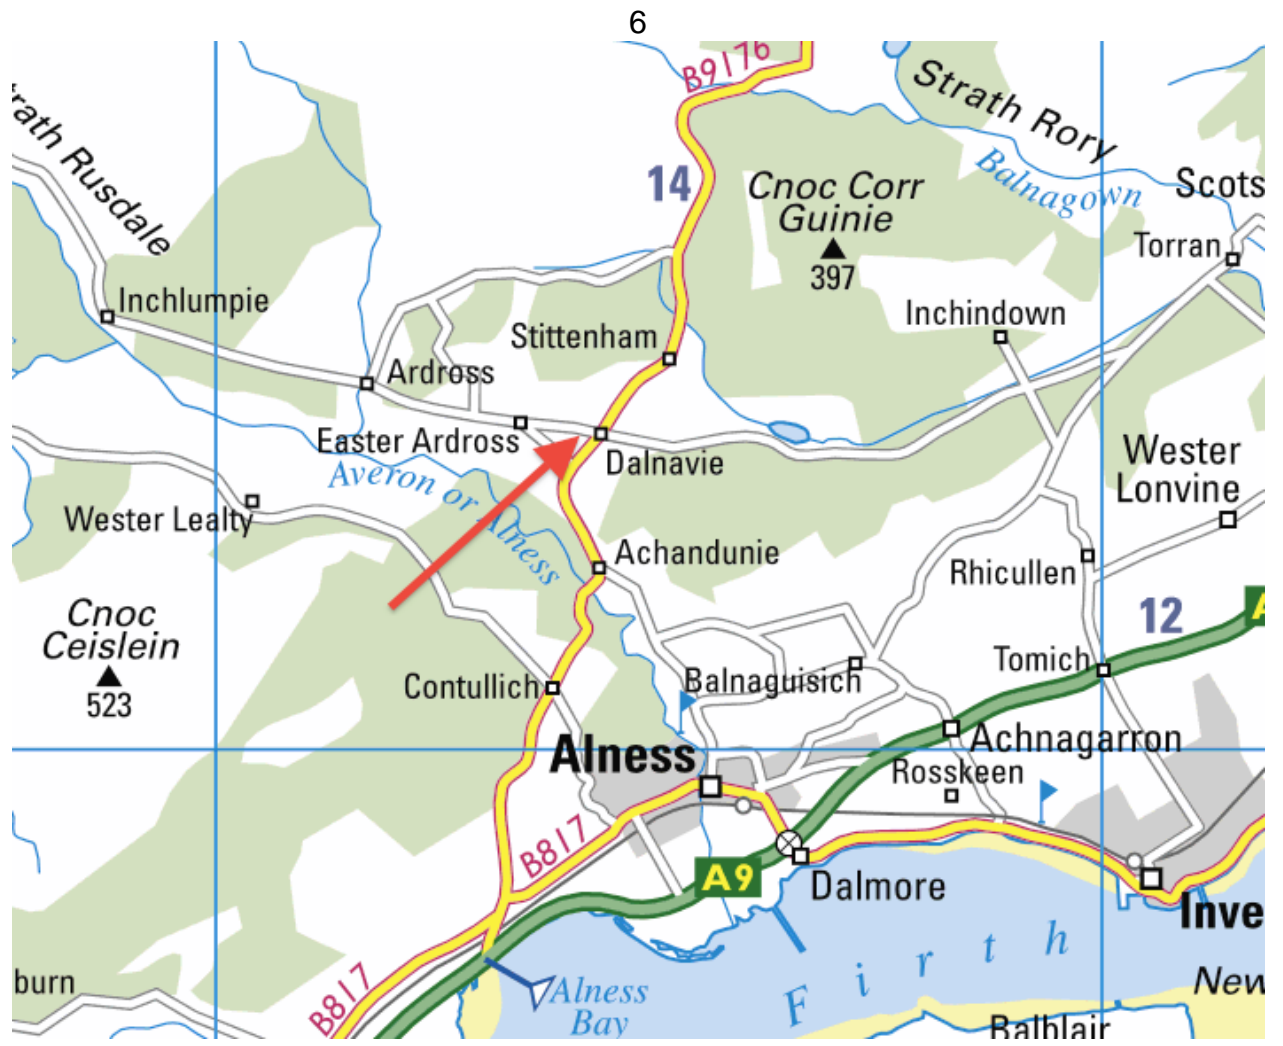 6
B9176
Strath Rory
rath Rusdale
14
Balnagown
Cnoc Corr
Guinie
397
Scots
Torran
Inchlumpie
Inchindown
Stittenham
Ardross
Easter Ardross
Dalnavie
Averon or Alness
Wester
Lonvine
Wester Lealty
Achandunie
Rhicullen
Cnoc
Ceislein
523
12
A
Tomich
Contullich
Balnaguisich
Alness
Achnagarron
Rosskeen
B817
A9
Dalmore
Inve
Firth
burn
B817
Alness
Bay
New
Balblair